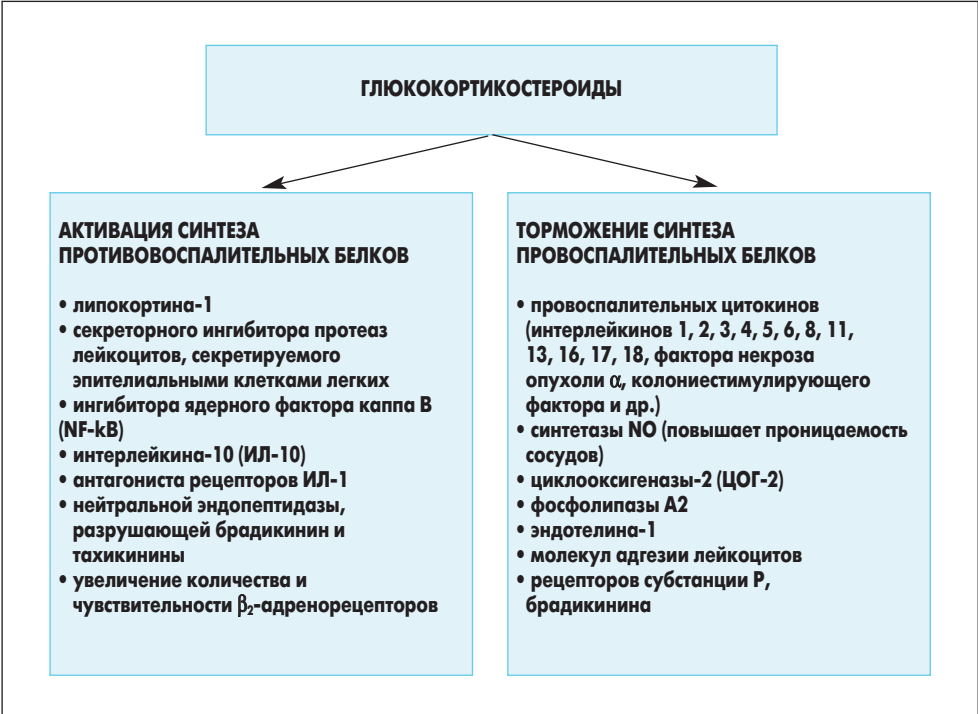 ГЛЮКОКОРТИКОСТЕРОИДЫ
АКТИВАЦИЯ СИНТЕЗА
ПРОТИВОВОСПАЛИТЕЛЬНЫХ БЕЛКОВ
• липокортина-1
• секреторного ингибитора протеаз
лейкоцитов, секретируемого
эпителиальными клетками легких
• ингибитора ядерного фактора каппа В
(NF-kB)
• интерлейкина-10 (ИЛ-10)
• антагониста рецепторов ИЛ-1
• нейтральной эндопептидазы,
разрушающей брадикинин и
тахикинины
• увеличение количества и
чувствительности β₂-адренорецепторов
ТОРМОЖЕНИЕ СИНТЕЗА
ПРОВОСПАЛИТЕЛЬНЫХ БЕЛКОВ
• провоспалительных цитокинов
(интерлейкинов 1, 2, 3, 4, 5, 6, 8, 11,
13, 16, 17, 18, фактора некроза
опухоли α, колониестимулирующего
фактора и др.)
• синтетазы NO (повышает проницаемость
сосудов)
• циклооксигеназы-2 (ЦОГ-2)
• фосфолипазы А2
• эндотелина-1
• молекул адгезии лейкоцитов
• рецепторов субстанции Р,
брадикинина